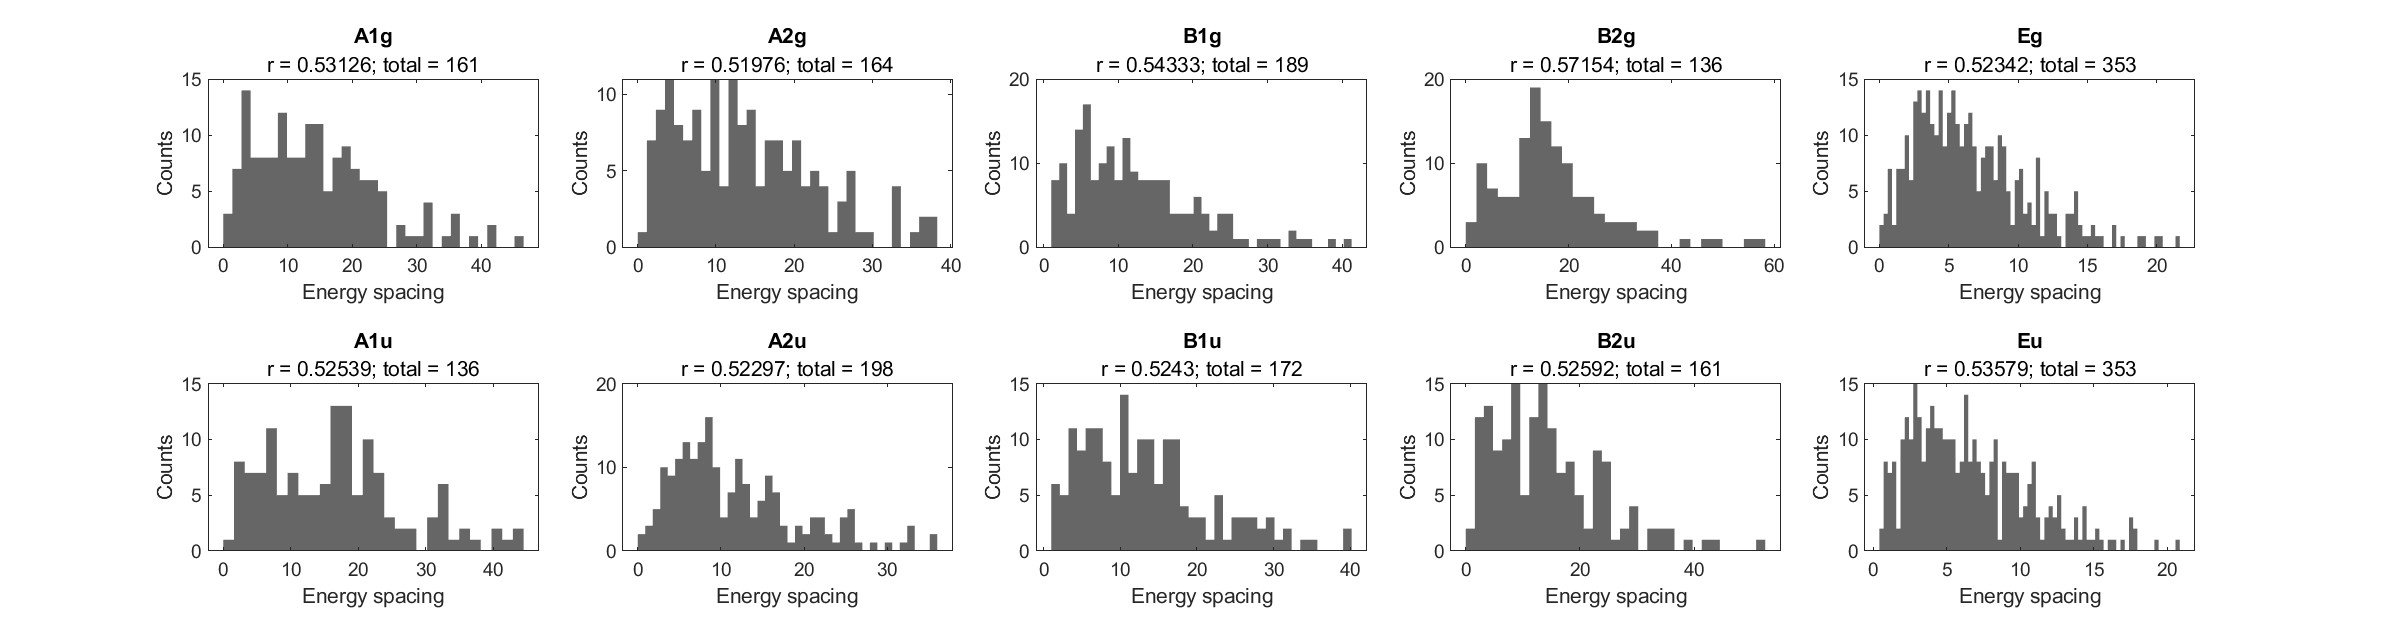 A1g
r = 0.53126; total = 161
15
10
5
0
Counts
0 10 20 30 40
Energy spacing
A2g
r = 0.51976; total = 164
10
5
0
Counts
0 10 20 30 40
Energy spacing
B1g
r = 0.54333; total = 189
20
10
0
Counts
0 10 20 30 40
Energy spacing
B2g
r = 0.57154; total = 136
20
10
0
Counts
0 20 40 60
Energy spacing
Eg
r = 0.52342; total = 353
15
10
5
0
Counts
0 5 10 15 20
Energy spacing
A1u
r = 0.52539; total = 136
15
10
5
0
Counts
0 10 20 30 40
Energy spacing
A2u
r = 0.52297; total = 198
20
10
0
Counts
0 10 20 30
Energy spacing
B1u
r = 0.5243; total = 172
15
10
5
0
Counts
0 10 20 30 40
Energy spacing
B2u
r = 0.52592; total = 161
15
10
5
0
Counts
0 20 40
Energy spacing
Eu
r = 0.53579; total = 353
15
10
5
0
Counts
0 5 10 15 20
Energy spacing